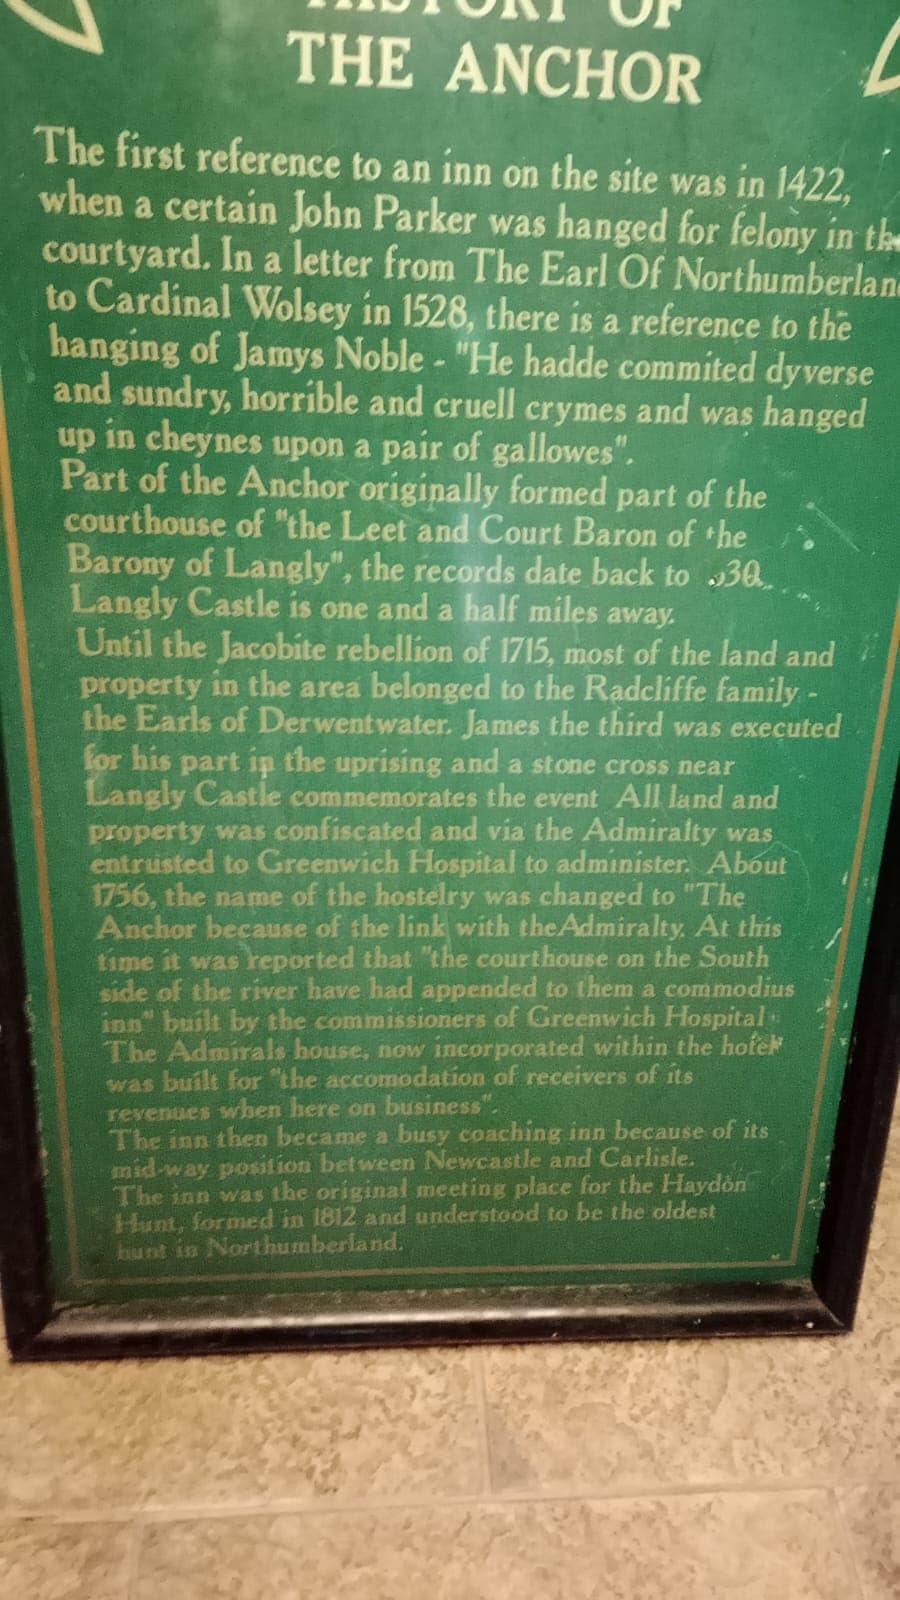 HISTORY OF
THE ANCHOR
The first reference to an inn on the site was in 1422,
when a certain John Parker was hanged for felony in the
courtyard. In a letter from The Earl Of Northumberland
to Cardinal Wolsey in 1528, there is a reference to the
hanging of Jamys Noble - "He hadde commited dyverse
and sundry, horrible and cruell crymes and was hanged
up in cheynes upon a pair of gallowes".
Part of the Anchor originally formed part of the
courthouse of "the Leet and Court Baron of the
Barony of Langly", the records date back to
Langly Castle is one and a half miles away.
Until the Jacobite rebellion of 1715, most of the land and
property in the area belonged to the Radcliffe family -
the Earls of Derwentwater. James the third was executed
for his part in the uprising and a stone cross near
Langly Castle commemorates the event All land and
property was confiscated and via the Admiralty was
entrusted to Greenwich Hospital to administer. About
1756, the name of the hostelry was changed to "The
Anchor because of the link with the Admiralty. At this
time it was reported that "the courthouse on the South
side of the river have had appended to them a commodius
inn" built by the commissioners of Greenwich Hospital
The Admirals house, now incorporated within the hotel
was built for "the accomodation of receivers of its
revenues when here on business".
The inn then became a busy coaching inn because of its
mid-way position between Newcastle and Carlisle.
The inn was the original meeting place for the Haydon
Hunt, formed in 1812 and understood to be the oldest
hunt in Northumberland.